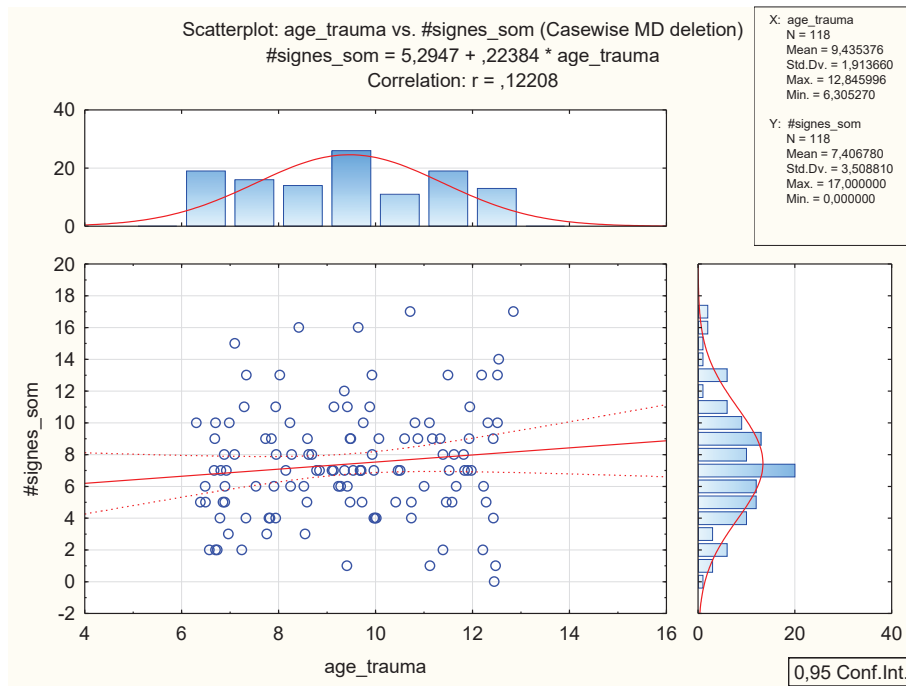 Scatterplot: age_trauma vs. #signes_som (Casewise MD deletion)
#signes_som = 5,2947 + ,22384 * age_trauma
Correlation: r = ,12208
X: age_trauma
N = 118
Mean = 9,435376
Std.Dv. = 1,913660
Max. = 12,845996
Min. = 6,305270
Y: #signes_som
N = 118
Mean = 7,406780
Std.Dv. = 3,508810
Max. = 17,000000
Min. = 0,000000
40
20
0
20
18
16
14
12
10
8
6
4
2
0
-2
#signes_som
4 6 8 10 12 14 16
age_trauma
0 20 40
0,95 Conf.Int.